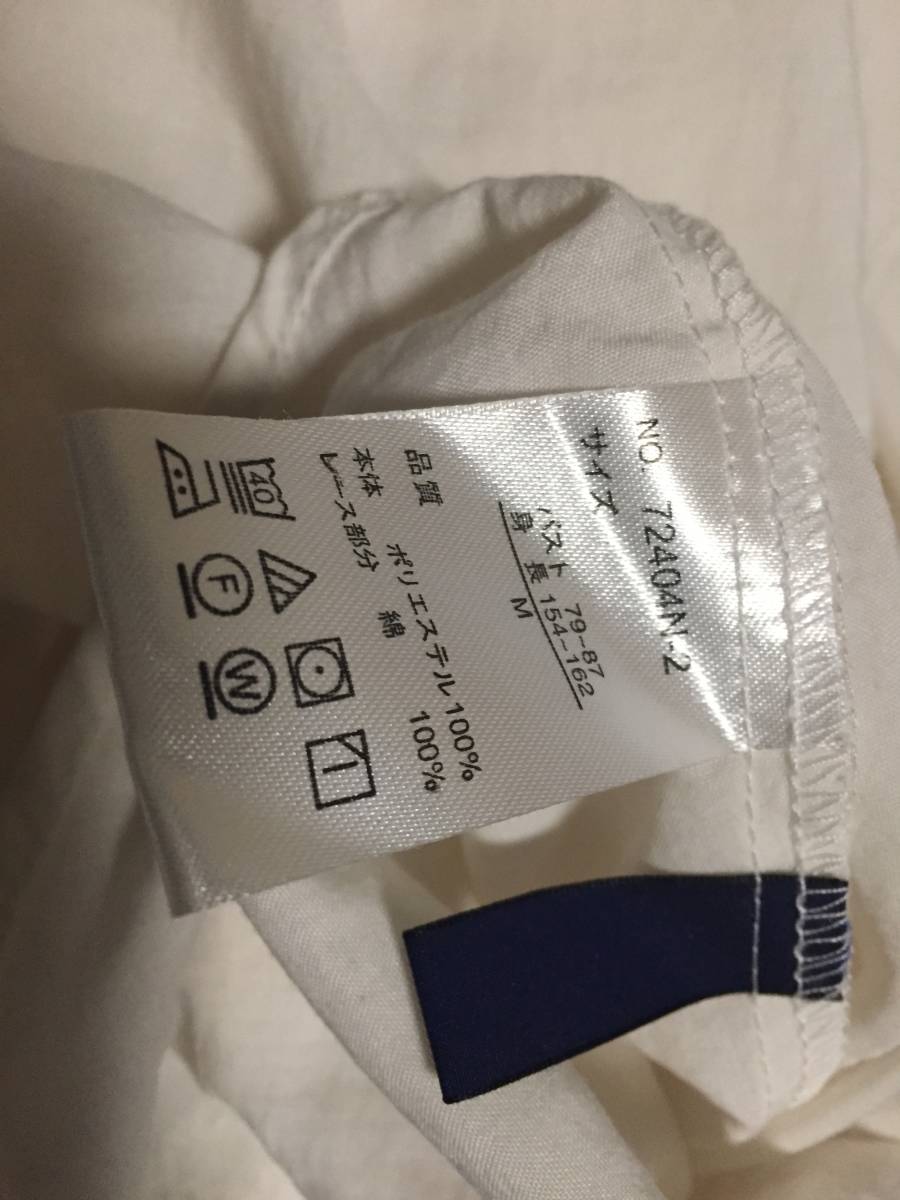 NO. 72404N-2
サイズ
バスト 79-87
身 長 154-162
M
品質
本体 ポリエステル100%
レース部分 綿 100%
40
F
W